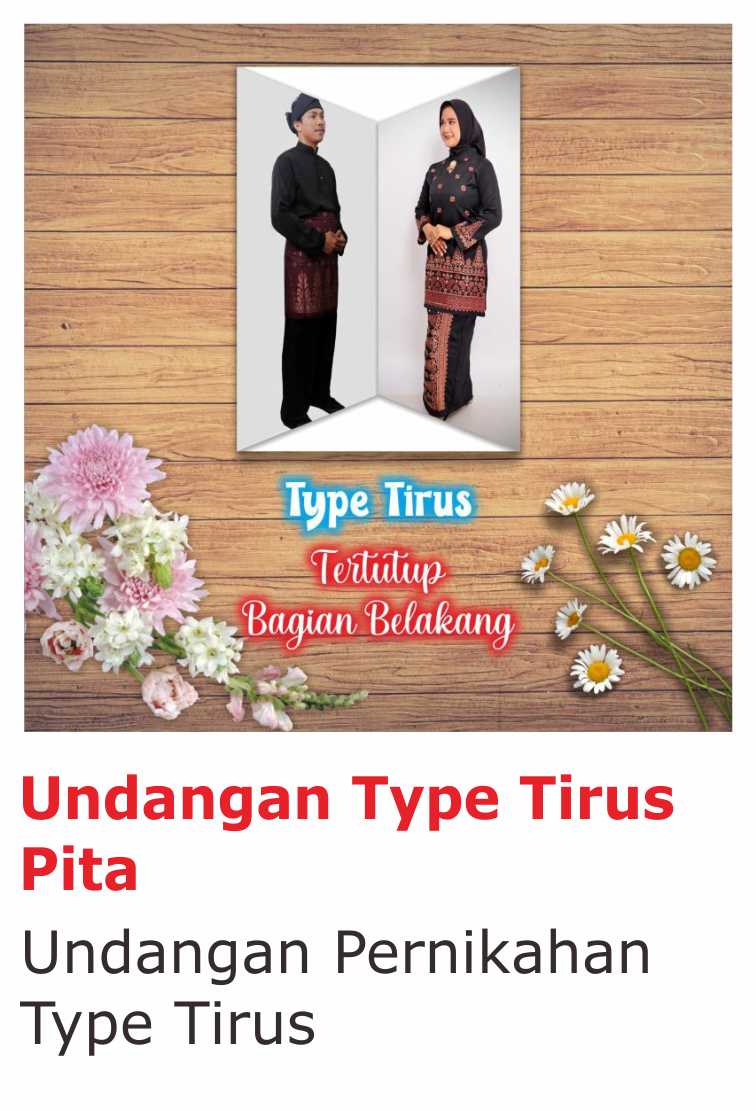 Type Tirus
Tertutup
Bagian Belakang
Undangan Type Tirus
Pita
Undangan Pernikahan
Type Tirus